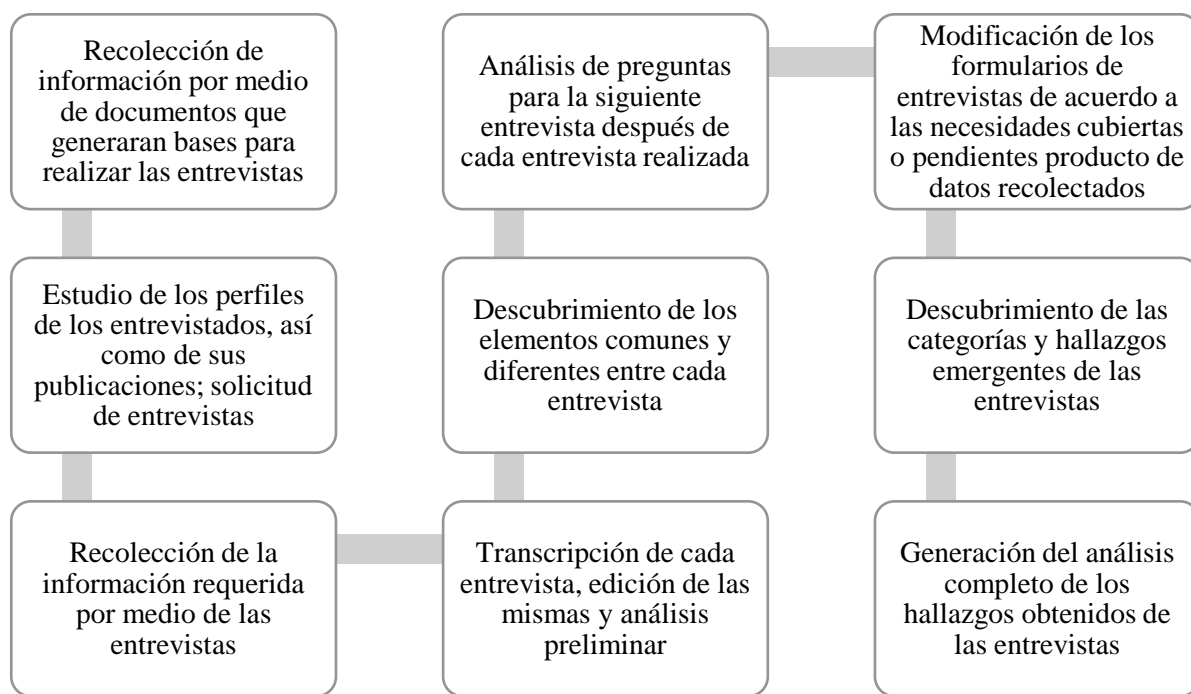 Recolección de
información por medio
de documentos que
generaran bases para
realizar las entrevistas
Estudio de los perfiles
de los entrevistados, así
como de sus
publicaciones; solicitud
de entrevistas
Recolección de la
información requerida
por medio de las
entrevistas
Transcripción de cada
entrevista, edición de las
mismas y análisis
preliminar
Descubrimiento de los
elementos comunes y
diferentes entre cada
entrevista
Análisis de preguntas
para la siguiente
entrevista después de
cada entrevista realizada
Modificación de los
formularios de
entrevistas de acuerdo a
las necesidades cubiertas
o pendientes producto de
datos recolectados
Descubrimiento de las
categorías y hallazgos
emergentes de las
entrevistas
Generación del análisis
completo de los
hallazgos obtenidos de
las entrevistas